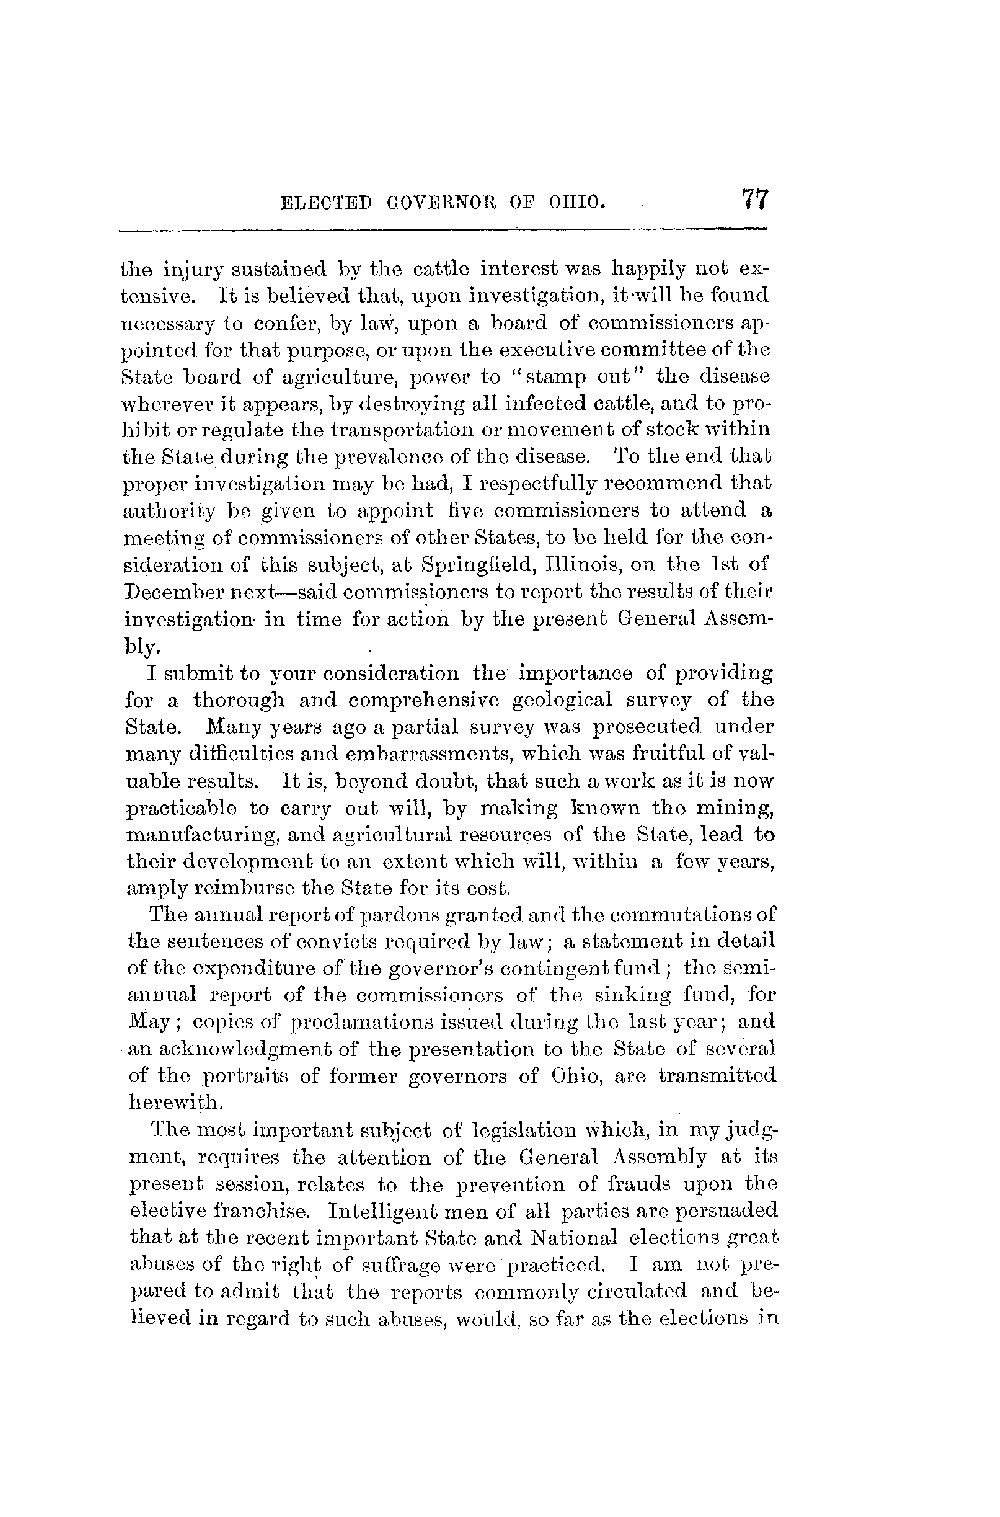 ELECTED GOVERNOR OF OHIO. 77
the injury sustained by the cattle interest was happily not ex-
tensive. It is believed that, upon investigation, it will be found
necessary to confer, by law, upon a board of commissioners ap-
pointed for that purpose, or upon the executive committee of the
State board of agriculture, power to "stamp out" the disease
wherever it appears, by destroying all infected cattle, and to pro-
hibit or regulate the transportation or movement of stock within
the State during the prevalence of the disease. To the end that
proper investigation may be had, I respectfully recommend that
authority be given to appoint five commissioners to attend a
meeting of commissioners of other States, to be held for the con-
sideration of this subject, at Springfield, Illinois, on the 1st of
December next—said commissioners to report the results of their
investigation in time for action by the present General Assem-
bly.
I submit to your consideration the importance of providing
for a thorough and comprehensive geological survey of the
State. Many years ago a partial survey was prosecuted under
many difficulties and embarrassments, which was fruitful of val-
uable results. It is, beyond doubt, that such a work as it is now
practicable to carry out will, by making known the mining,
manufacturing, and agricultural resources of the State, lead to
their development to an extent which will, within a few years,
amply reimburse the State for its cost.
The annual report of pardons granted and the commutations of
the sentences of convicts required by law; a statement in detail
of the expenditure of the governor's contingent fund; the semi-
annual report of the commissioners of the sinking fund, for
May; copies of proclamations issued during the last year; and
an acknowledgment of the presentation to the State of several
of the portraits of former governors of Ohio, are transmitted
herewith.
The most important subject of legislation which, in my judg-
ment, requires the attention of the General Assembly at its
present session, relates to the prevention of frauds upon the
elective franchise. Intelligent men of all parties are persuaded
that at the recent important State and National elections great
abuses of the right of suffrage were practiced. I am not pre-
pared to admit that the reports commonly circulated and be-
lieved in regard to such abuses, would, so far as the elections in